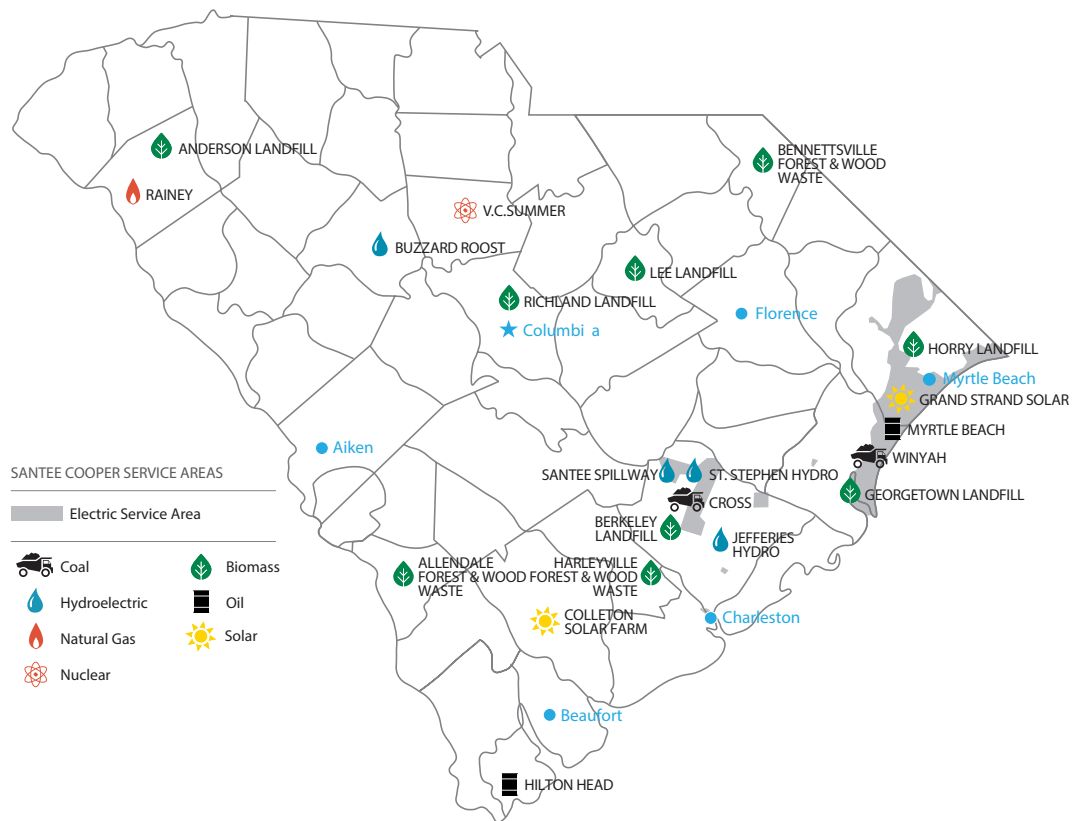 ANDERSON LANDFILL
RAINEY
BENNETTSVILLE
FOREST & WOOD
WASTE
V.C.SUMMER
BUZZARD ROOST
LEE LANDFILL
RICHLAND LANDFILL
Columbi a
Florence
HORRY LANDFILL
Myrtle Beach
GRAND STRAND SOLAR
MYRTLE BEACH
Aiken
WINYAH
SANTEE SPILLWAY
ST. STEPHEN HYDRO
GEORGETOWN LANDFILL
CROSS
BERKELEY
LANDFILL
JEFFERIES
HYDRO
ALLENDALE
FOREST & WOOD
WASTE
HARLEYVILLE
FOREST & WOOD
WASTE
COLLETON
SOLAR FARM
Charleston
Beaufort
HILTON HEAD
SANTEE COOPER SERVICE AREAS
Electric Service Area
Coal
Biomass
Hydroelectric
Oil
Natural Gas
Solar
Nuclear